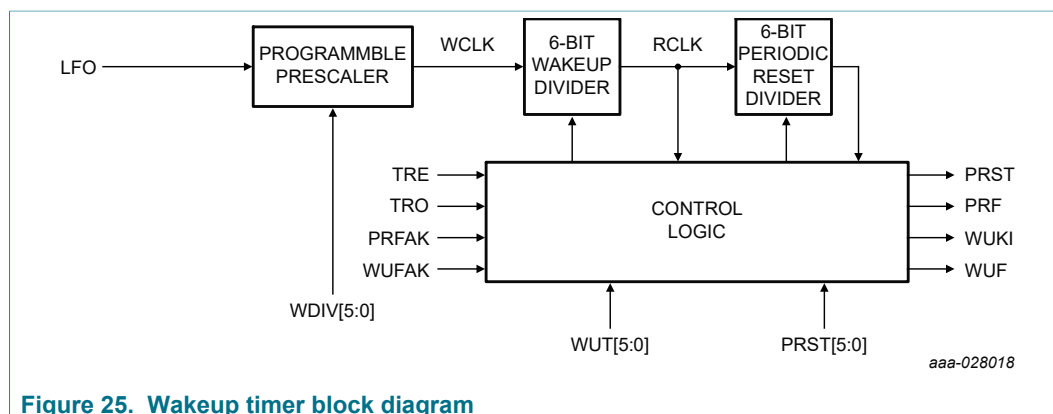 LFO
PROGRAMMBLE
PRESCALER
WCLK
6-BIT
WAKEUP
DIVIDER
RCLK
6-BIT
PERIODIC
RESET
DIVIDER
TRE
TRO
PRFAK
WUFAK
CONTROL
LOGIC
PRST
PRF
WUKI
WUF
WDIV[5:0]
WUT[5:0]
PRST[5:0]
aaa-028018
Figure 25. Wakeup timer block diagram